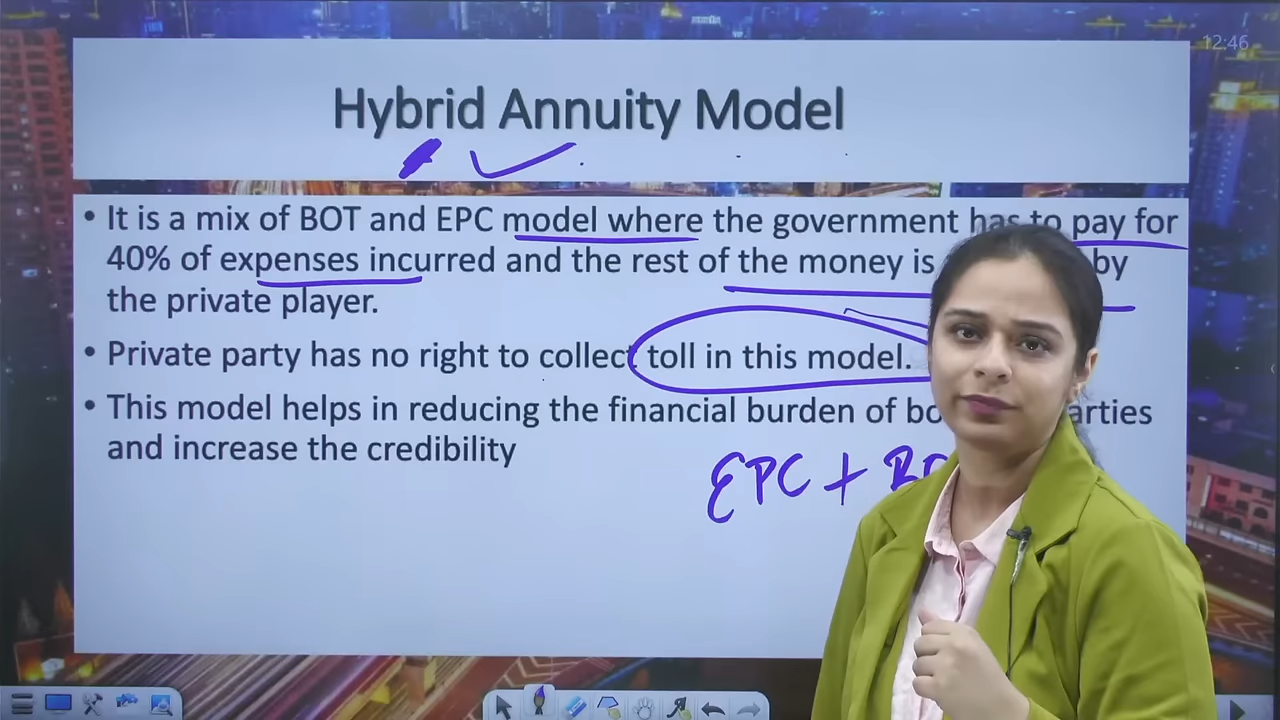 12:46
Hybrid Annuity Model
• It is a mix of BOT and EPC model where the government has to pay for
40% of expenses incurred and the rest of the money is by
the private player.
• Private party has no right to collect toll in this model.
• This model helps in reducing the financial burden of
and increase the credibility
EPC +